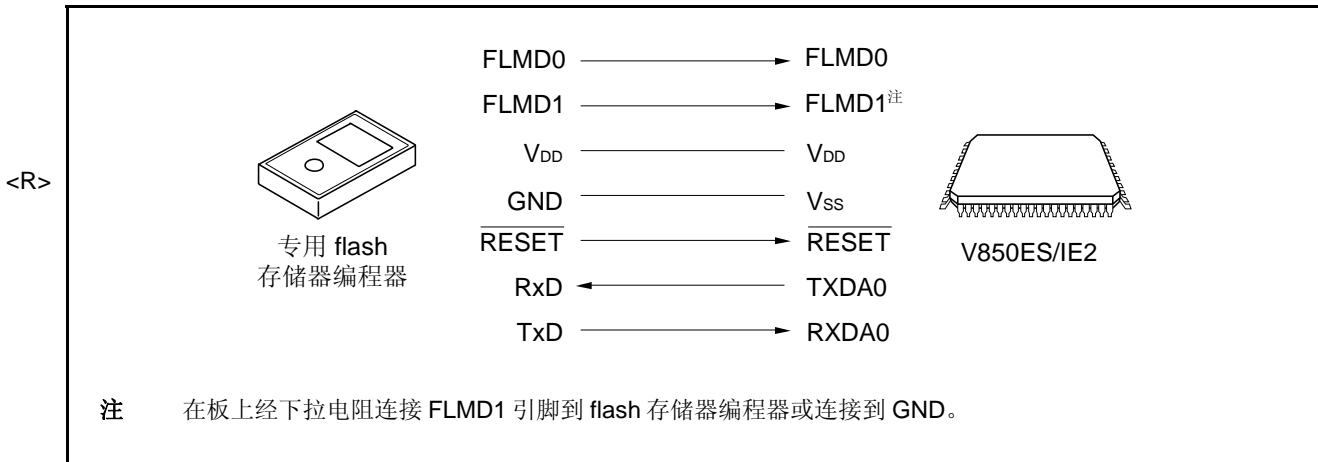 FLMD0 FLMD0
FLMD1 FLMD1注
VDD VDD
<R>
GND VSS
RESET RESET
专用 flash
存储器编程器
V850ES/IE2
RxD TXDA0
TxD RXDA0
注 在板上经下拉电阻连接 FLMD1 引脚到 flash 存储器编程器或连接到 GND。